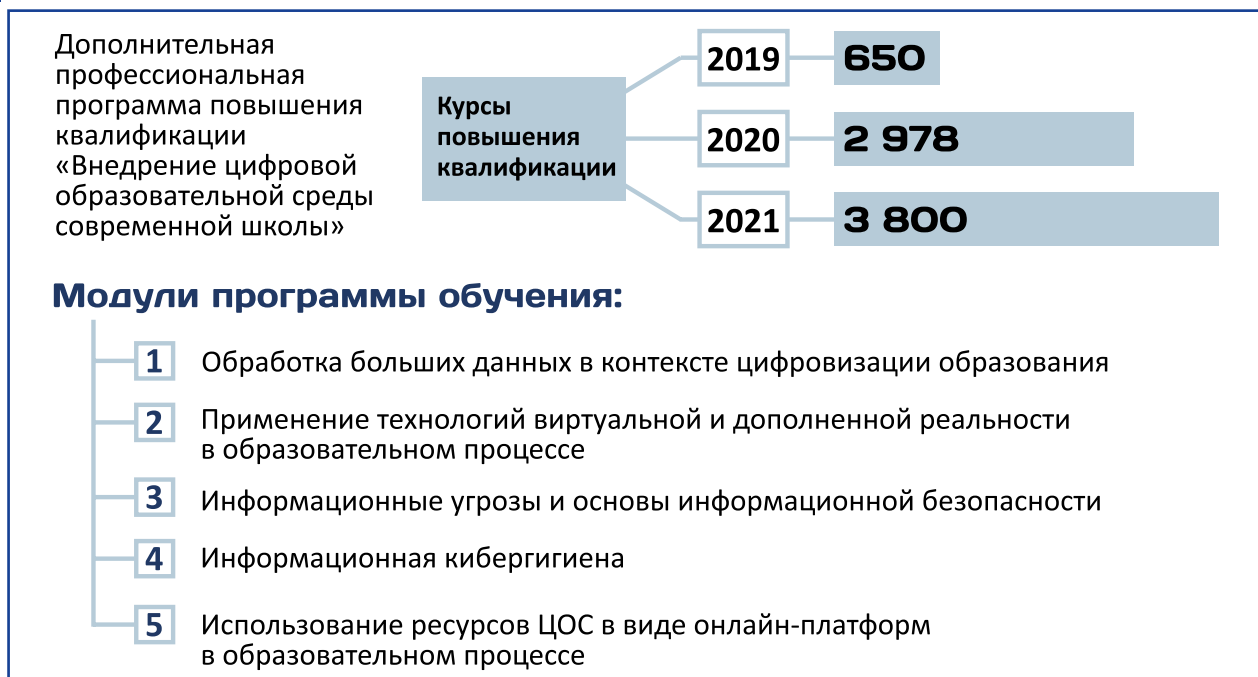 Дополнительная
профессиональная
программа повышения
квалификации
«Внедрение цифровой
образовательной среды
современной школы»
Курсы
повышения
квалификации
2019
650
2020
2 978
2021
3 800
Модули программы обучения:
1 Обработка больших данных в контексте цифровизации образования
2 Применение технологий виртуальной и дополненной реальности
в образовательном процессе
3 Информационные угрозы и основы информационной безопасности
4 Информационная кибергигиена
5 Использование ресурсов ЦОС в виде онлайн-платформ
в образовательном процессе